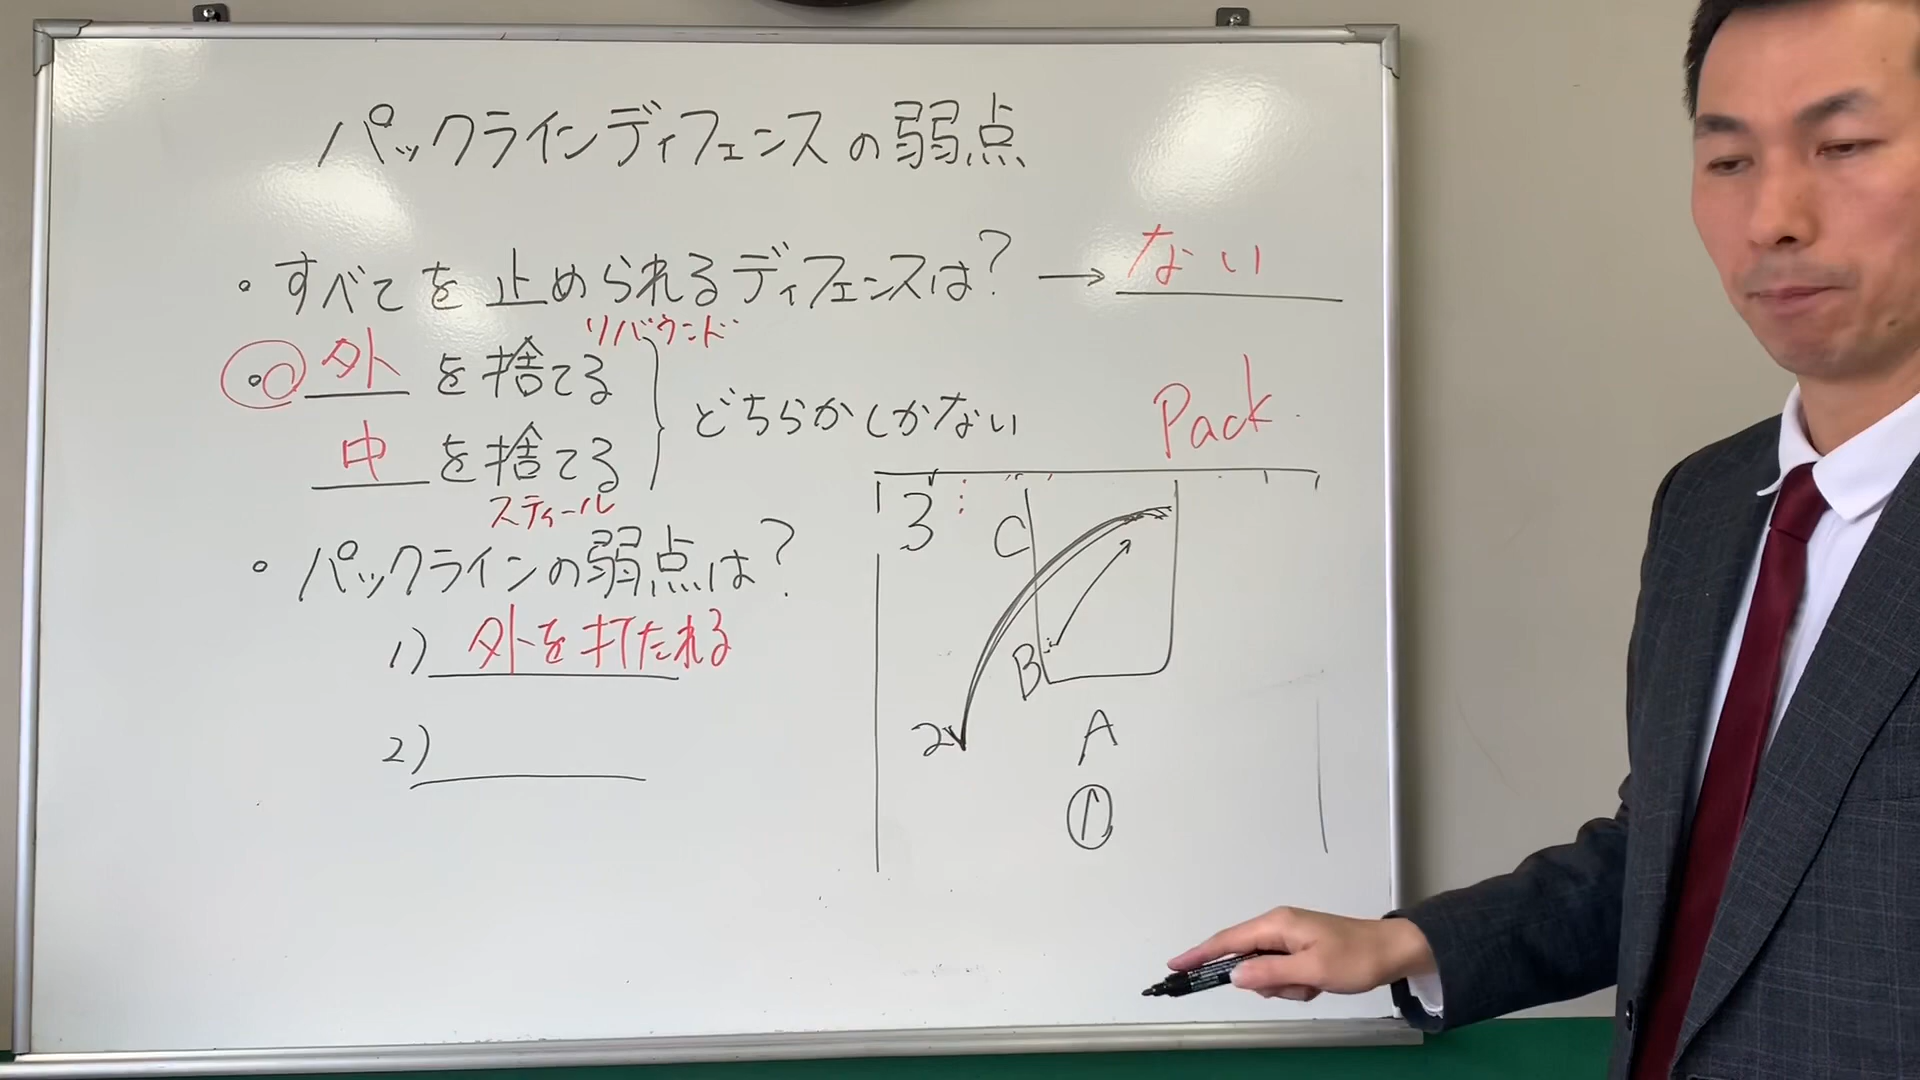 パックラインディフェンスの弱点
・すべてを止められるディフェンスは？→ない
リバウンド
・外を捨てる
どちらかしかない
中を捨てる
スティール
・パックラインの弱点は？
1) 外を打たれる
2)
Pack
3
C
B
2
A
1